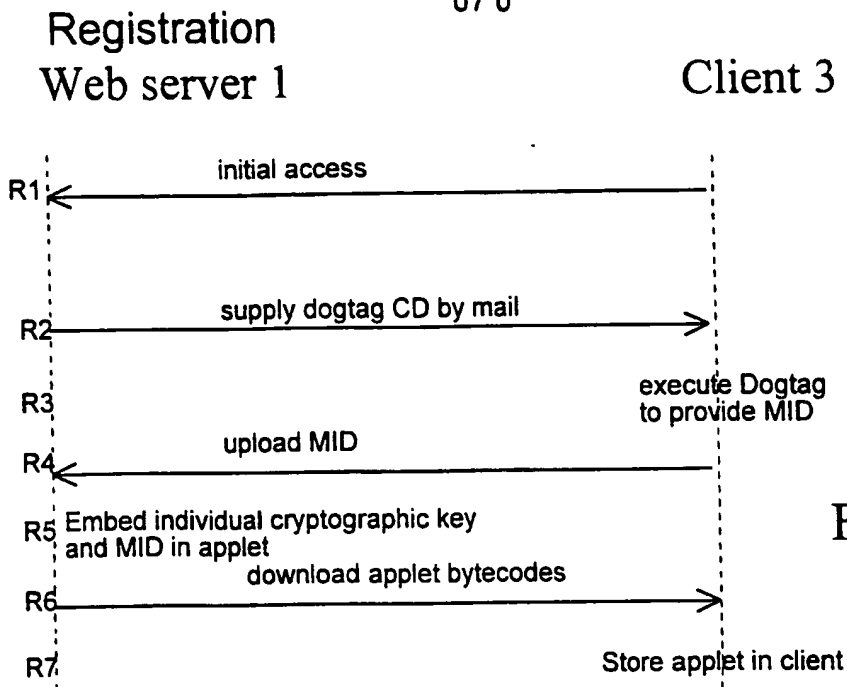 Registration
Web server 1
Client 3
R1
initial access
R2
supply dogtag CD by mail
R3
execute Dogtag
to provide MID
R4
upload MID
R5
Embed individual cryptographic key
and MID in applet
R6
download applet bytecodes
R7
Store applet in client